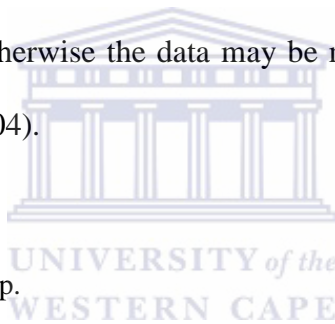 herwise the data may be
04).
UNIVERSITY of the
p.
WESTERN CAPE